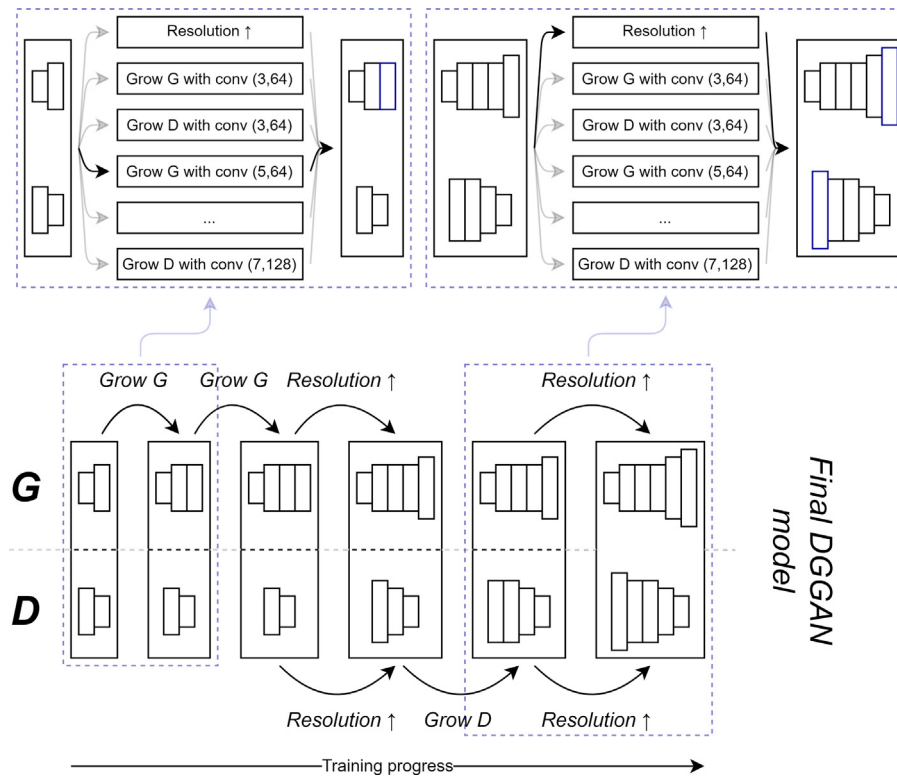 Resolution ↑
Grow G with conv (3,64)
Grow D with conv (3,64)
Grow G with conv (5,64)
...
Grow D with conv (7,128)
Resolution ↑
Grow G with conv (3,64)
Grow D with conv (3,64)
Grow G with conv (5,64)
...
Grow D with conv (7,128)
Grow G
Grow G
Resolution ↑
Resolution ↑
G
D
Final DGGAN
model
Resolution ↑
Grow D
Resolution ↑
Training progress